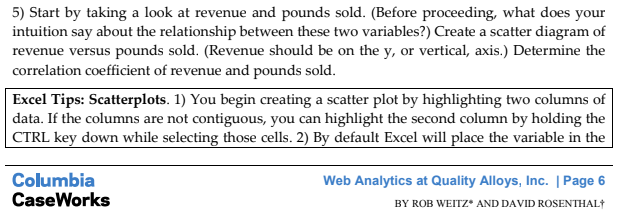 5) Start by taking a look at revenue and pounds sold. (Before proceeding, what does your
intuition say about the relationship between these two variables?) Create a scatter diagram of
revenue versus pounds sold. (Revenue should be on the y, or vertical, axis.) Determine the
correlation coefficient of revenue and pounds sold.
Excel Tips: Scatterplots. 1) You begin creating a scatter plot by highlighting two columns of
data. If the columns are not contiguous, you can highlight the second column by holding the
CTRL key down while selecting those cells. 2) By default Excel will place the variable in the
Columbia
CaseWorks
Web Analytics at Quality Alloys, Inc. | Page 6
BY ROB WEITZ* AND DAVID ROSENTHAL†